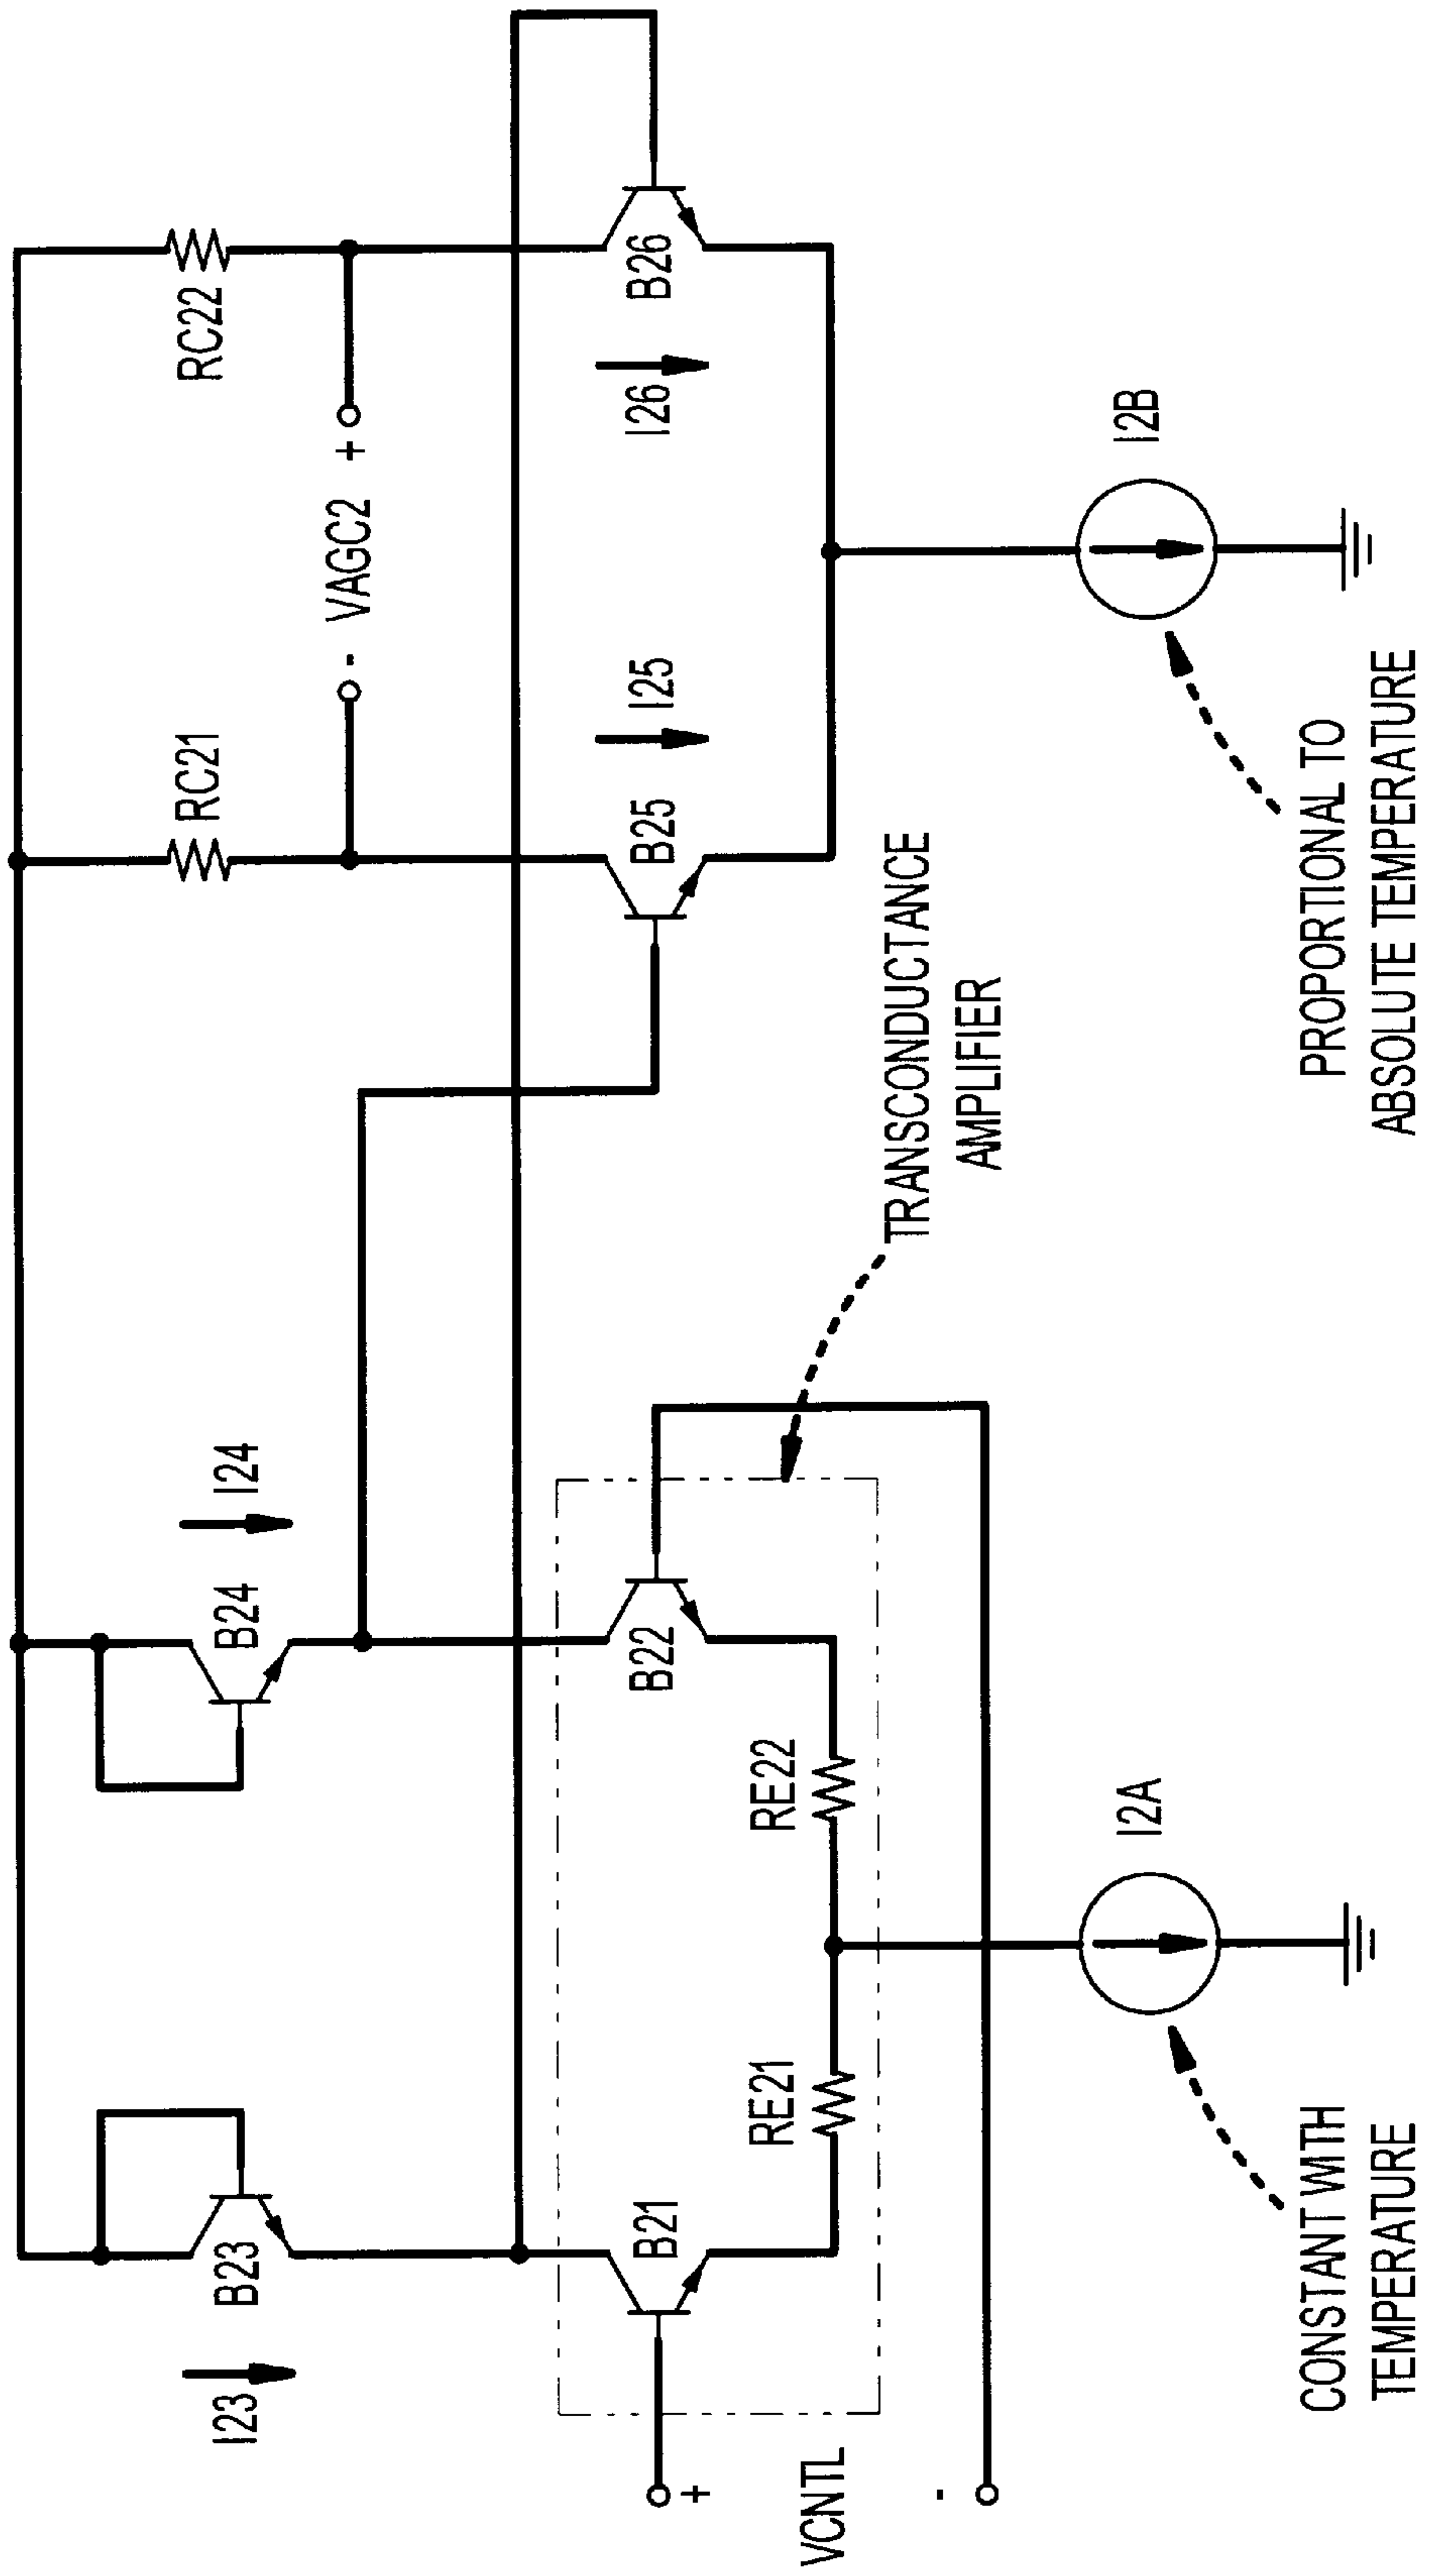 I23
B23
B24
I24
RC21
RC22
- VAGC2 +
B21
B22
B25
I25
I26
B26
+
VCNTL
-
RE21
RE22
TRANSCONDUCTANCE
AMPLIFIER
I2A
I2B
CONSTANT WITH
TEMPERATURE
PROPORTIONAL TO
ABSOLUTE TEMPERATURE